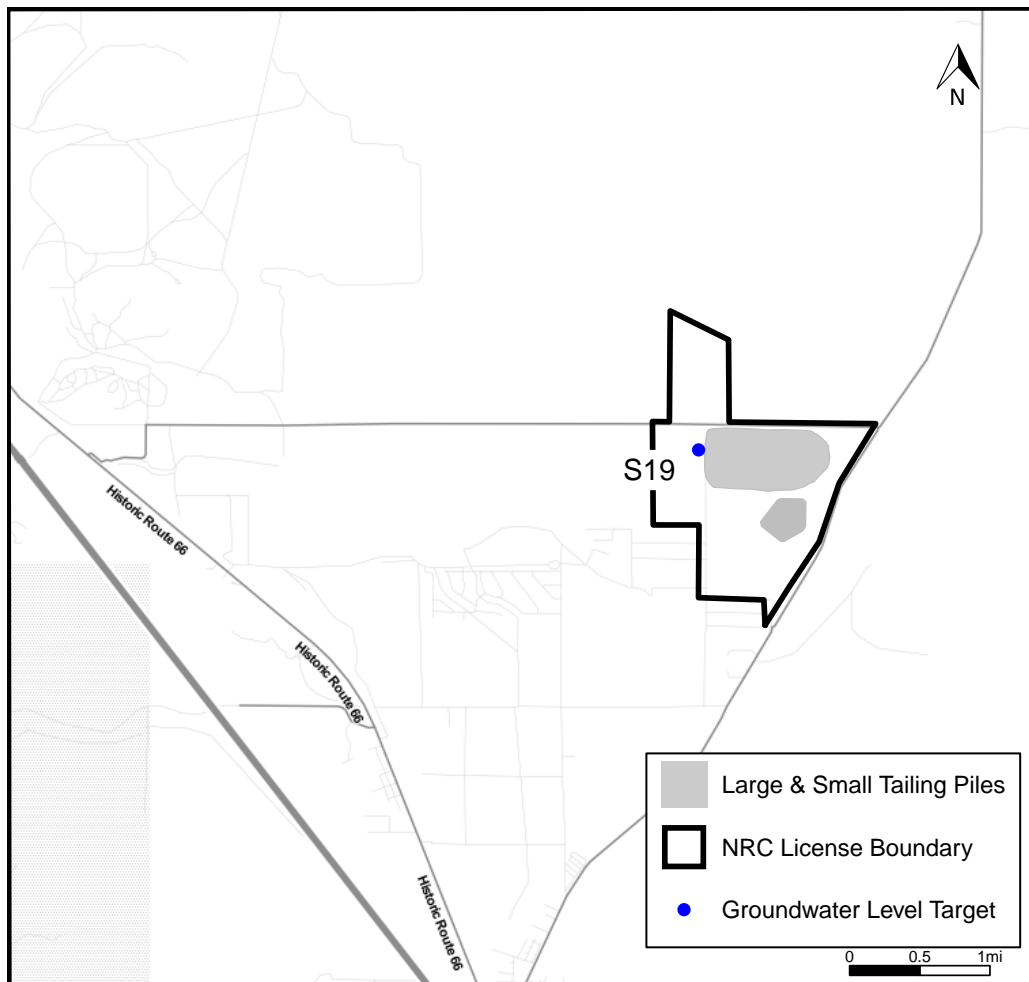 N
S19
Historic Route 66
Historic Route 66
Historic Route 66
Large & Small Tailing Piles
NRC License Boundary
Groundwater Level Target
0 0.5 1mi